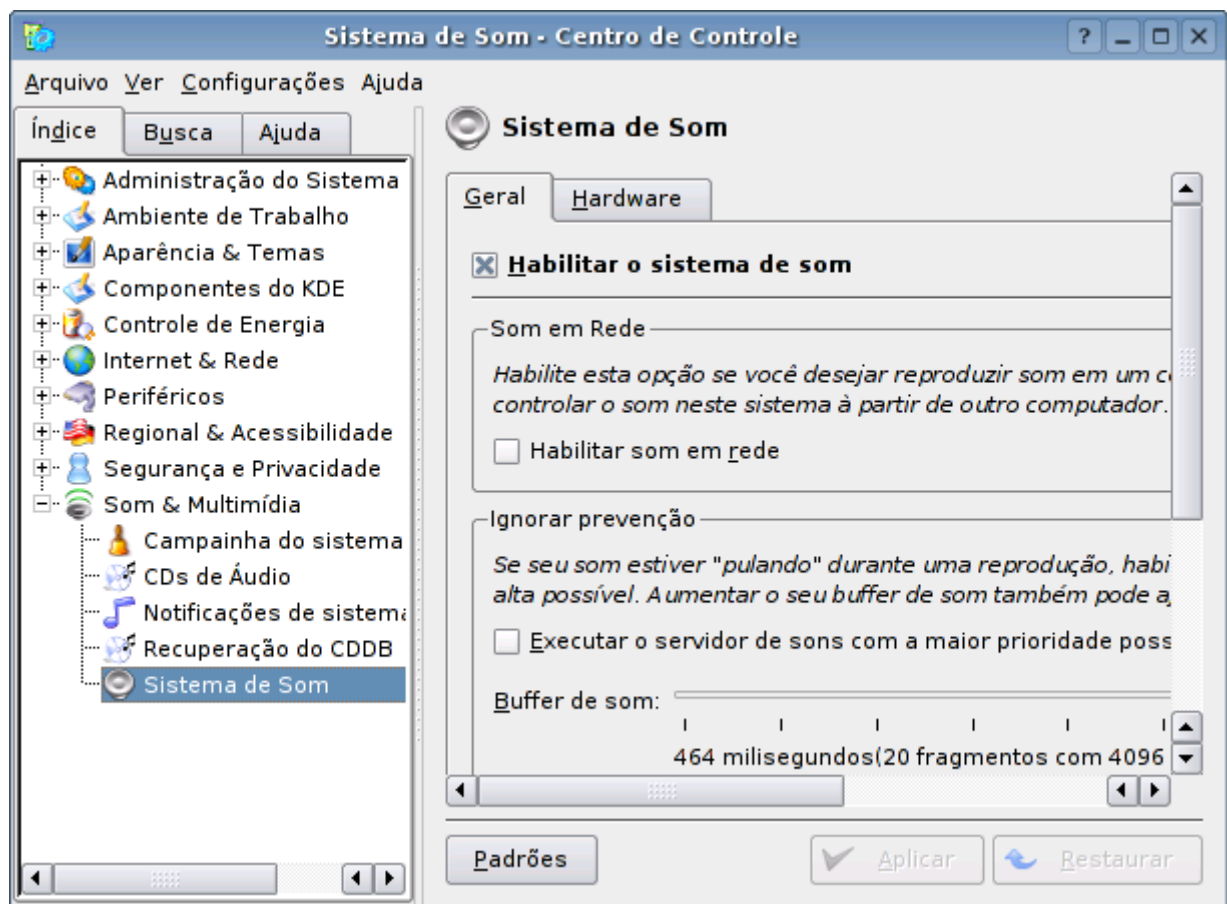 Sistema de Som - Centro de Controle
Arquivo Ver Configurações Ajuda
Índice Busca Ajuda
Administração do Sistema
Ambiente de Trabalho
Aparência & Temas
Componentes do KDE
Controle de Energia
Internet & Rede
Periféricos
Regional & Acessibilidade
Segurança e Privacidade
Som & Multimídia
Campainha do sistema
CDs de Áudio
Notificações de sistema
Recuperação do CDDB
Sistema de Som
Sistema de Som
Geral Hardware
Habilitar o sistema de som
Som em Rede
Habilite esta opção se você desejar reproduzir som em um
controlar o som neste sistema à partir de outro computador.
Habilitar som em rede
Ignorar prevenção
Se seu som estiver "pulando" durante uma reprodução, habi
alta possível. Aumentar o seu buffer de som também pode
Executar o servidor de sons com a maior prioridade poss
Buffer de som:
464 milisegundos(20 fragmentos com 4096
Padrões Aplicar Restaurar